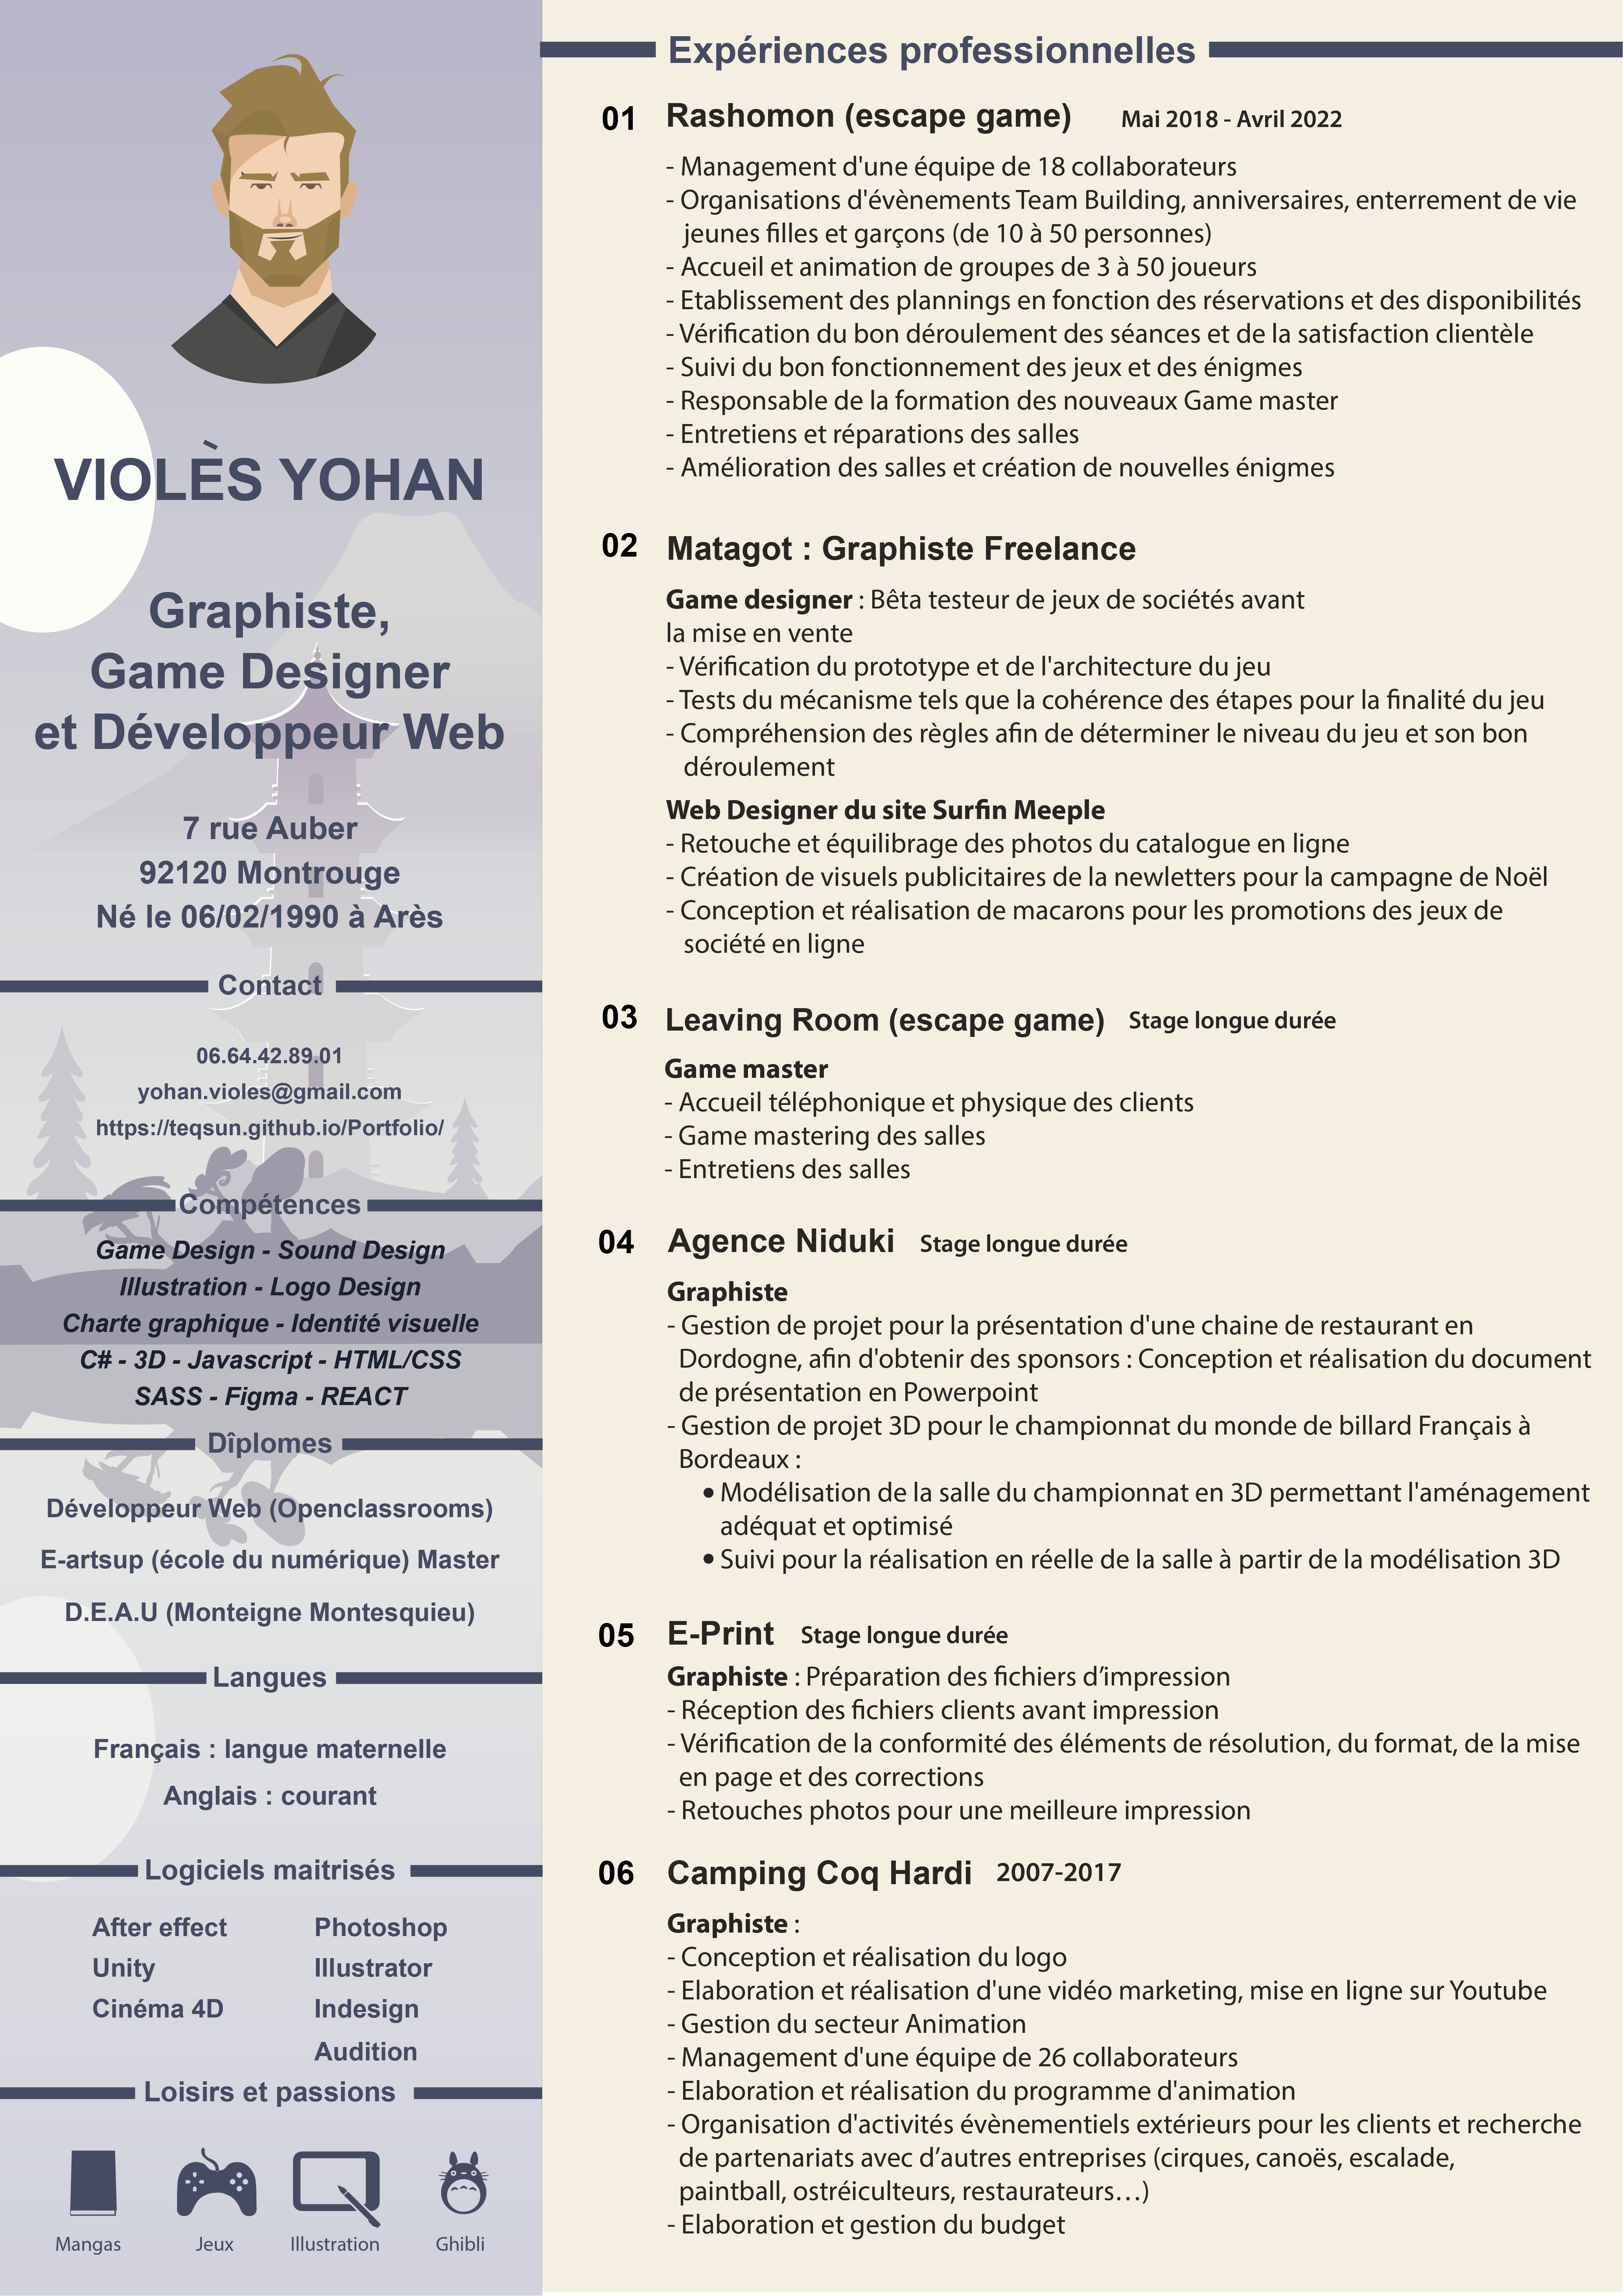 VIOLÈS YOHAN
Graphiste,
Game Designer
et Développeur Web
7 rue Auber
92120 Montrouge
Né le 06/02/1990 à Arès
Contact
06.64.42.89.01
yohan.violes@gmail.com
https://teqsun.github.io/Portfolio/
Compétences
Game Design - Sound Design
Illustration - Logo Design
Charte graphique - Identité visuelle
C# - 3D - Javascript - HTML/CSS
SASS - Figma - REACT
Dîplomes
Développeur Web (Openclassrooms)
E-artsup (école du numérique) Master
D.E.A.U (Monteigne Montesquieu)
Langues
Français : langue maternelle
Anglais : courant
Logiciels maitrisés
After effect
Unity
Cinéma 4D
Photoshop
Illustrator
Indesign
Audition
Loisirs et passions
Mangas
Jeux
Illustration
Ghibli
Expériences professionnelles
01 Rashomon (escape game) Mai 2018 - Avril 2022
- Management d'une équipe de 18 collaborateurs
- Organisations d'évènements Team Building, anniversaires, enterrement de vie
jeunes filles et garçons (de 10 à 50 personnes)
- Accueil et animation de groupes de 3 à 50 joueurs
- Etablissement des plannings en fonction des réservations et des disponibilités
- Vérification du bon déroulement des séances et de la satisfaction clientèle
- Suivi du bon fonctionnement des jeux et des énigmes
- Responsable de la formation des nouveaux Game master
- Entretiens et réparations des salles
- Amélioration des salles et création de nouvelles énigmes
02 Matagot : Graphiste Freelance
Game designer : Bêta testeur de jeux de sociétés avant
la mise en vente
- Vérification du prototype et de l'architecture du jeu
- Tests du mécanisme tels que la cohérence des étapes pour la finalité du jeu
- Compréhension des règles afin de déterminer le niveau du jeu et son bon
déroulement
Web Designer du site Surfin Meeple
- Retouche et équilibrage des photos du catalogue en ligne
- Création de visuels publicitaires de la newletters pour la campagne de Noël
- Conception et réalisation de macarons pour les promotions des jeux de
société en ligne
03 Leaving Room (escape game) Stage longue durée
Game master
- Accueil téléphonique et physique des clients
- Game mastering des salles
- Entretiens des salles
04 Agence Niduki Stage longue durée
Graphiste
- Gestion de projet pour la présentation d'une chaine de restaurant en
Dordogne, afin d'obtenir des sponsors : Conception et réalisation du document
de présentation en Powerpoint
- Gestion de projet 3D pour le championnat du monde de billard Français à
Bordeaux :
• Modélisation de la salle du championnat en 3D permettant l'aménagement
adéquat et optimisé
• Suivi pour la réalisation en réelle de la salle à partir de la modélisation 3D
05 E-Print Stage longue durée
Graphiste : Préparation des fichiers d’impression
- Réception des fichiers clients avant impression
- Vérification de la conformité des éléments de résolution, du format, de la mise
en page et des corrections
- Retouches photos pour une meilleure impression
06 Camping Coq Hardi 2007-2017
Graphiste :
- Conception et réalisation du logo
- Elaboration et réalisation d'une vidéo marketing, mise en ligne sur Youtube
- Gestion du secteur Animation
- Management d'une équipe de 26 collaborateurs
- Elaboration et réalisation du programme d'animation
- Organisation d'activités évènementiels extérieurs pour les clients et recherche
de partenariats avec d’autres entreprises (cirques, canoës, escalade,
paintball, ostréiculteurs, restaurateurs…)
- Elaboration et gestion du budget